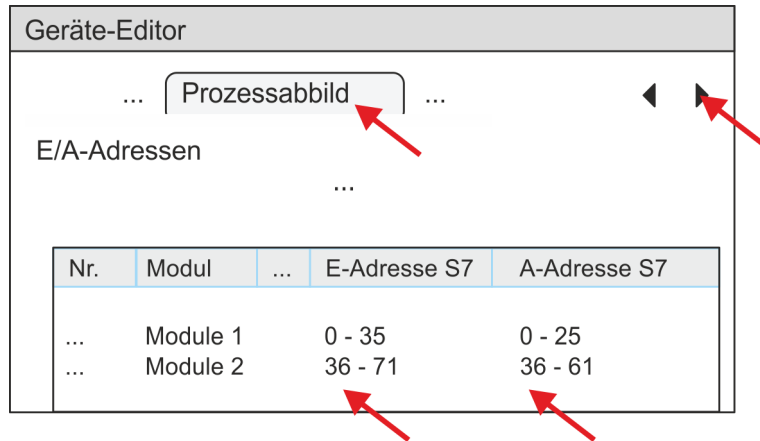 Geräte-Editor
... Prozessabbild ...
E/A-Adressen
...
Nr. Modul ... E-Adresse S7 A-Adresse S7
... Module 1 0 - 35 0 - 25
... Module 2 36 - 71 36 - 61